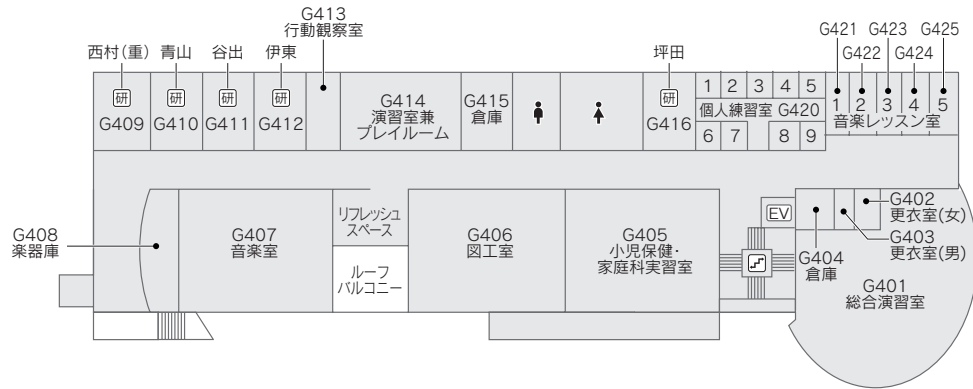 G413
行動観察室
G421 G423 G425
G422 G424
西村(重) 青山 谷出 伊東 坪田
研 研 研 研 研
G409 G410 G411 G412
G414
演習室兼
プレイルーム
G415
倉庫
G416
1 2 3 4 5
個人練習室 G420
6 7 8 9
1 2 3 4 5
音楽レッスン室
G408
楽器庫
G407
音楽室
リフレッシュ
スペース
ルーフ
バルコニー
G406
図工室
G405
小児保健・
家庭科実習室
EV
G402
更衣室(女)
G403
更衣室(男)
G404
倉庫
G401
総合演習室